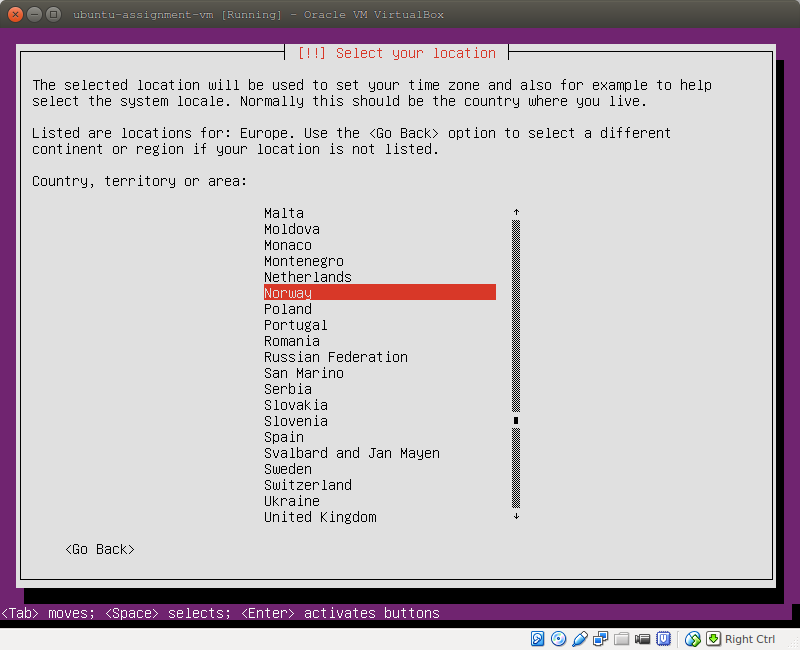 ubuntu-assignment-vm [Running] - Oracle VM VirtualBox
[!!] Select your location
The selected location will be used to set your time zone and also for example to help
select the system locale. Normally this should be the country where you live.
Listed are locations for: Europe. Use the <Go Back> option to select a different
continent or region if your location is not listed.
Country, territory or area:
Malta
Moldova
Monaco
Montenegro
Netherlands
Norway
Poland
Portugal
Romania
Russian Federation
San Marino
Serbia
Slovakia
Slovenia
Spain
Svalbard and Jan Mayen
Sweden
Switzerland
Ukraine
United Kingdom
<Go Back>
<Tab> moves; <Space> selects; <Enter> activates buttons
Right Ctrl